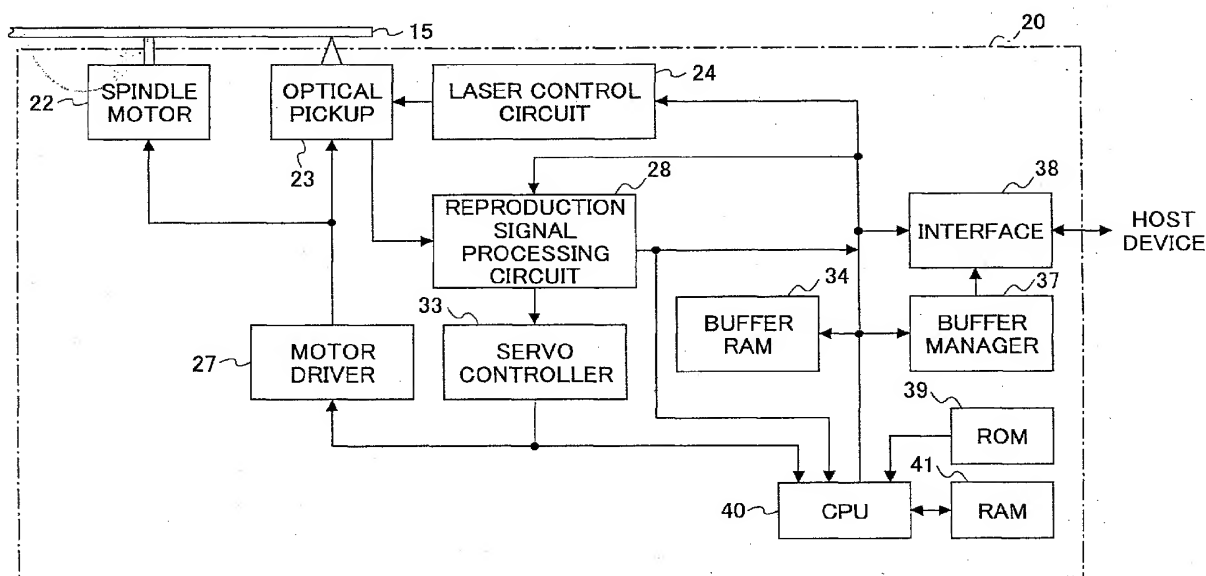 15
20
22
SPINDLE
MOTOR
OPTICAL
PICKUP
23
24
LASER CONTROL
CIRCUIT
28
REPRODUCTION
SIGNAL
PROCESSING
CIRCUIT
38
INTERFACE
HOST
DEVICE
34
BUFFER
RAM
37
BUFFER
MANAGER
27
MOTOR
DRIVER
33
SERVO
CONTROLLER
39
ROM
41
RAM
40
CPU